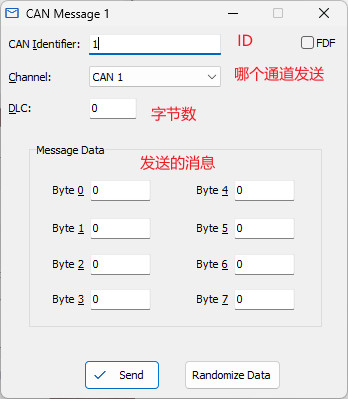 CAN Message 1
CAN Identifier: 1 ID FDF
Channel: CAN 1 哪个通道发送
DLC: 0 字节数
Message Data
发送的消息
Byte 0 0 Byte 4 0
Byte 1 0 Byte 5 0
Byte 2 0 Byte 6 0
Byte 3 0 Byte 7 0
Send Randomize Data